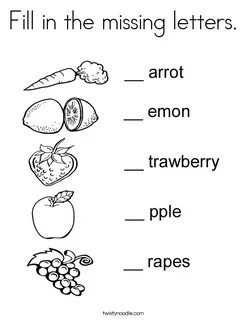 Fill in the missing letters.
__ arrot
__ emon
__ trawberry
__ pple
__ rapes
twistynoodle.com